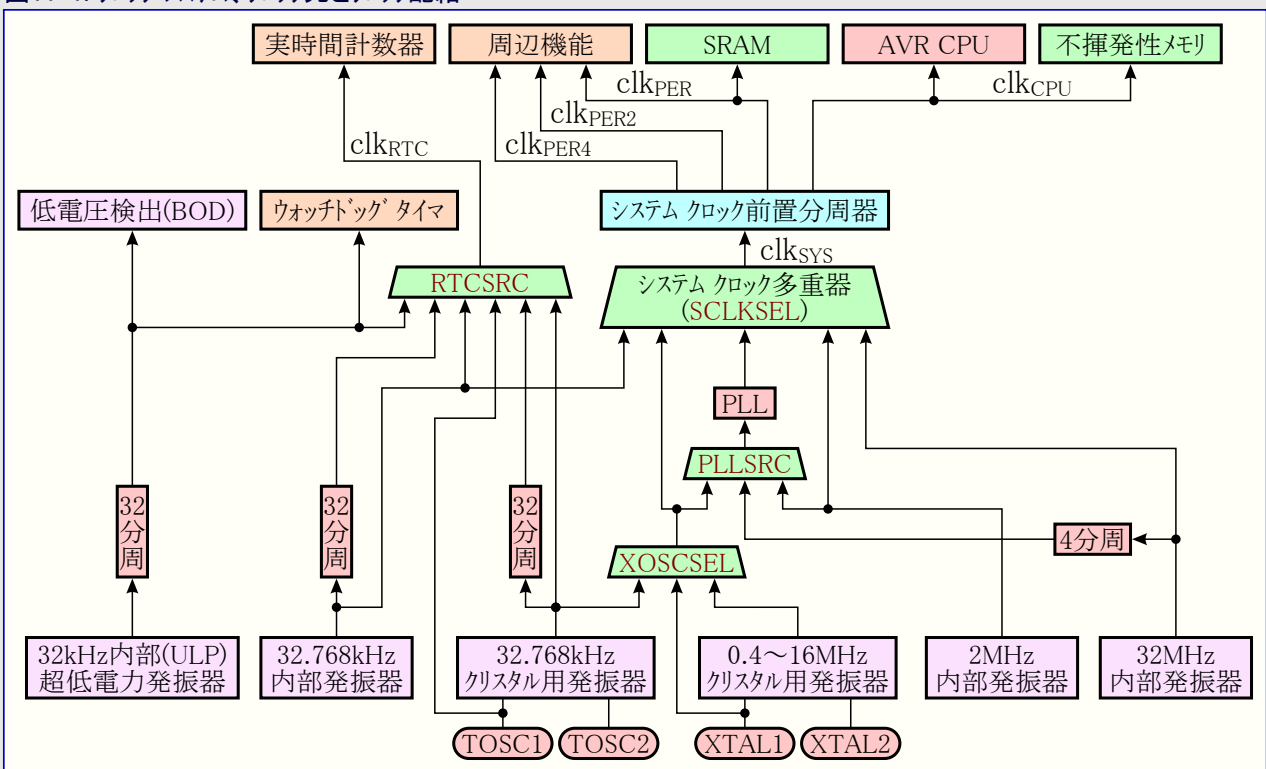 実時間計数器
周辺機能
SRAM
AVR CPU
不揮発性メモリ
clkPER
clkCPU
clkPER2
clkRTC
clkPER4
低電圧検出(BOD)
ウォッチドッグ タイマ
システム クロック前置分周器
clkSYS
RTCSRC
システム クロック多重器
(SCLKSEL)
PLL
PLLSRC
32分周
32分周
32分周
4分周
XOSCSEL
32kHz内部(ULP)
超低電力発振器
32.768kHz
内部発振器
32.768kHz
クリスタル用発振器
0.4～16MHz
クリスタル用発振器
2MHz
内部発振器
32MHz
内部発振器
TOSC1
TOSC2
XTAL1
XTAL2